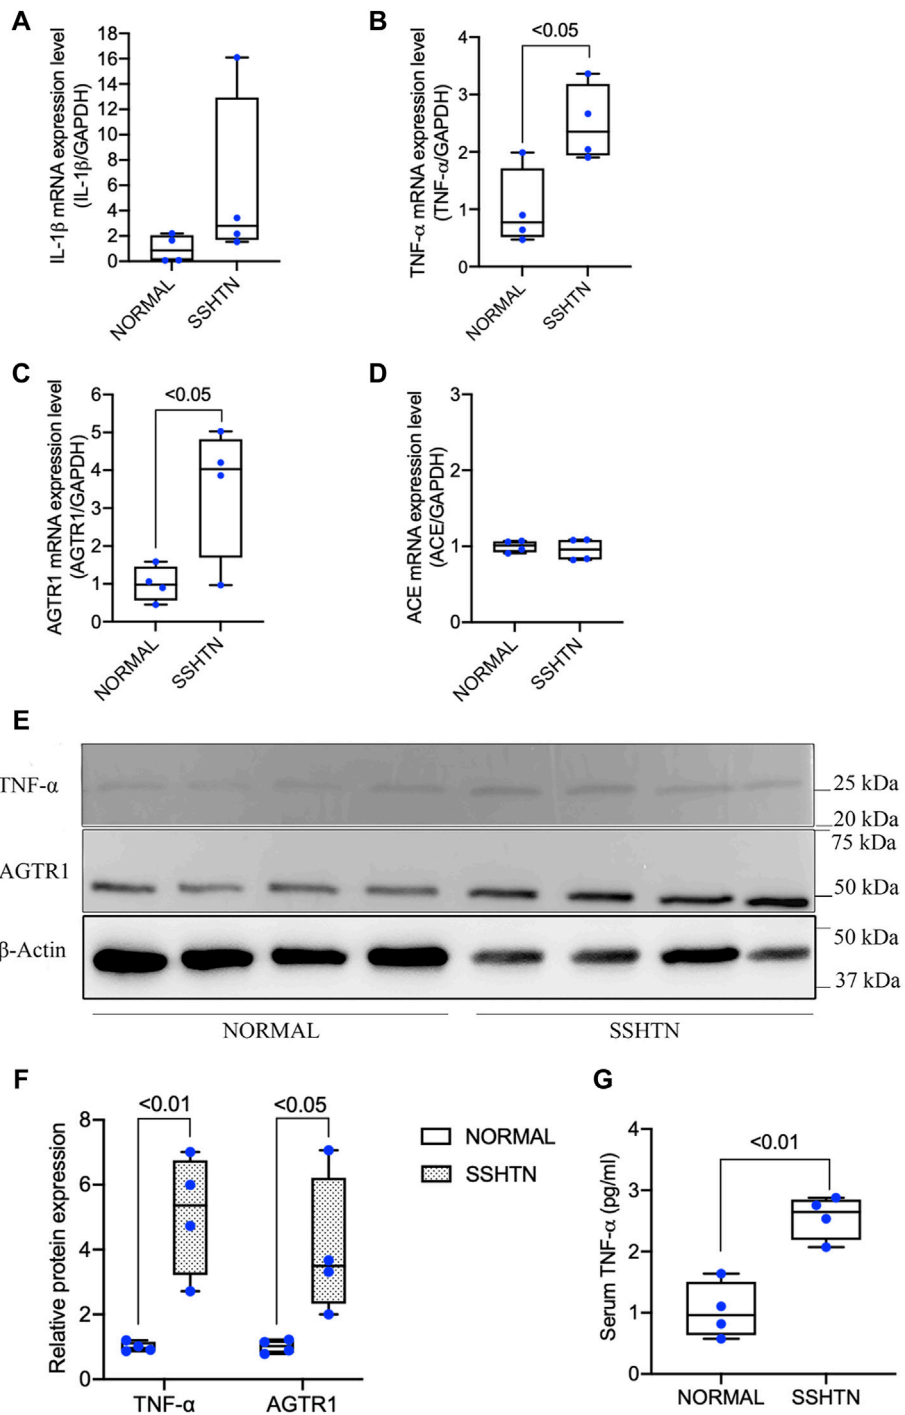 A
IL-1β mRNA expression level
(IL-1β/GAPDH)
18
16
14
12
10
8
6
4
2
0
NORMAL
SSHTN
B
TNF-α mRNA expression level
(TNF-α/GAPDH)
<0.05
4
3
2
1
0
NORMAL
SSHTN
C
AGTR1 mRNA expression level
(AGTR1/GAPDH)
<0.05
6
5
4
3
2
1
0
NORMAL
SSHTN
D
ACE mRNA expression level
(ACE/GAPDH)
3
2
1
0
NORMAL
SSHTN
E
TNF-α
25 kDa
20 kDa
75 kDa
AGTR1
50 kDa
β-Actin
50 kDa
37 kDa
NORMAL
SSHTN
F
Relative protein expression
<0.01
<0.05
8
6
4
2
0
TNF-α
AGTR1
NORMAL
SSHTN
G
Serum TNF-α (pg/ml)
<0.01
4
3
2
1
0
NORMAL
SSHTN